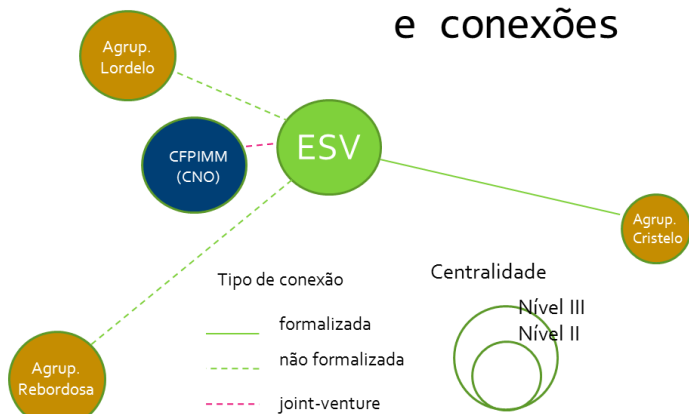 e conexões
Agrup.
Lordelo
CFPIMM
(CNO)
ESV
Agrup.
Cristelo
Agrup.
Rebordosa
Tipo de conexão
formalizada
não formalizada
joint-venture
Centralidade
Nível III
Nível II